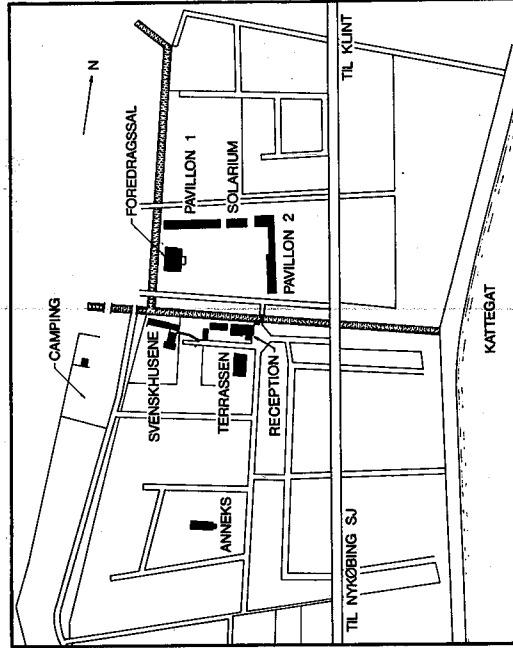 N
FOREDRAGSSAL
PAVILLON 1
SOLARIUM
PAVILLON 2
CAMPING
SVENSKHUSENE
TERRASSEN
RECEPTION
ANNEKS
TIL KLINT
TIL NYKØBING SJ
KATTEGAT